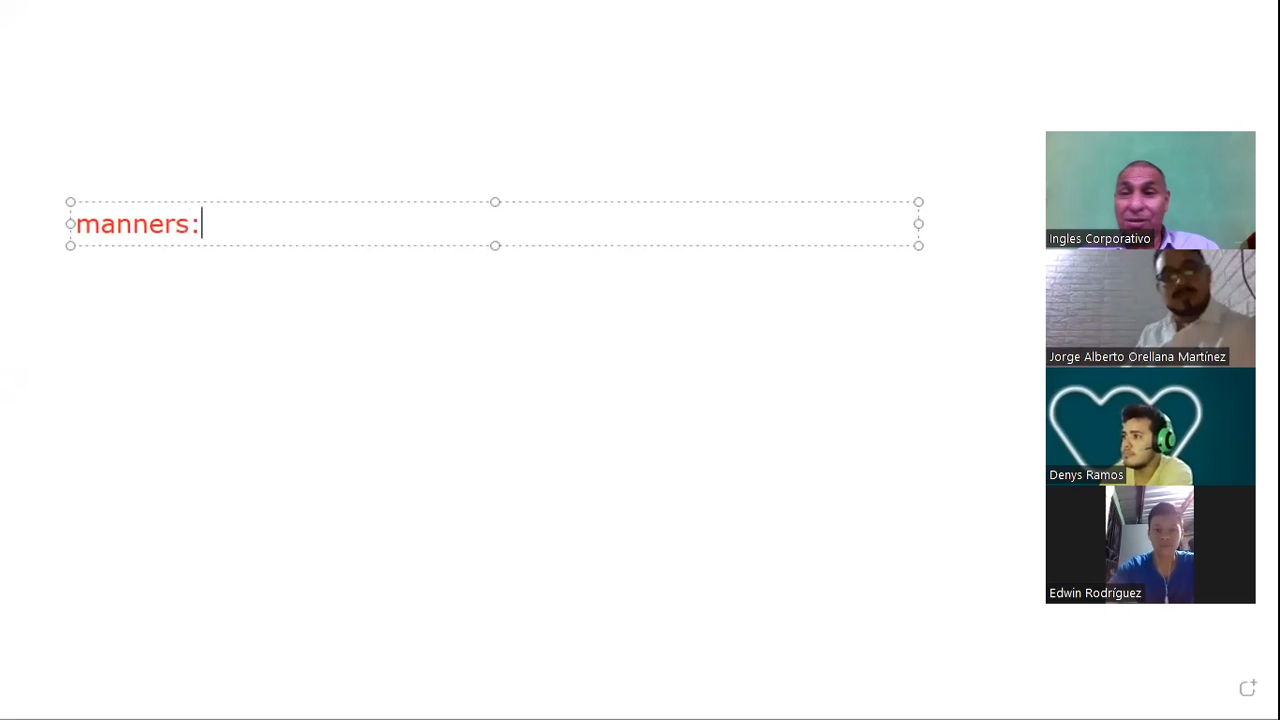 manners:
Ingles Corporativo
Jorge Alberto Orellana Martínez
Denys Ramos
Edwin Rodríguez